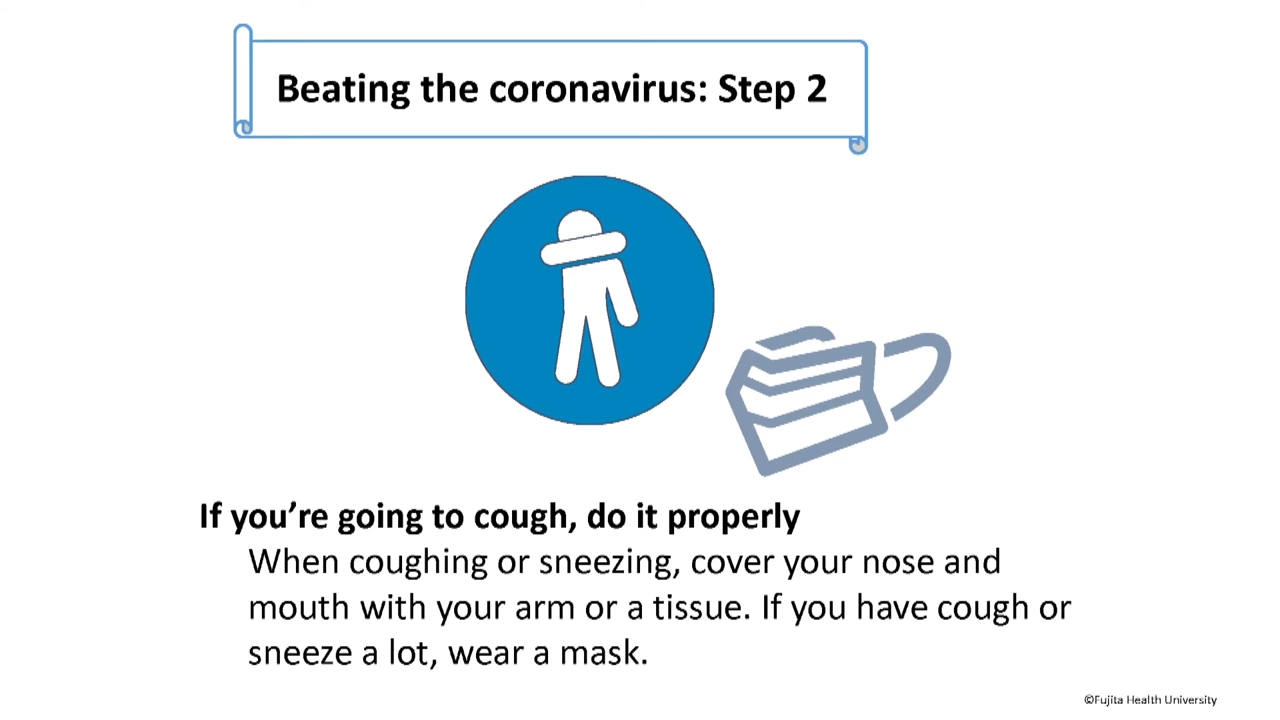 Beating the coronavirus: Step 2
If you’re going to cough, do it properly
When coughing or sneezing, cover your nose and
mouth with your arm or a tissue. If you have cough or
sneeze a lot, wear a mask.
©Fujita Health University